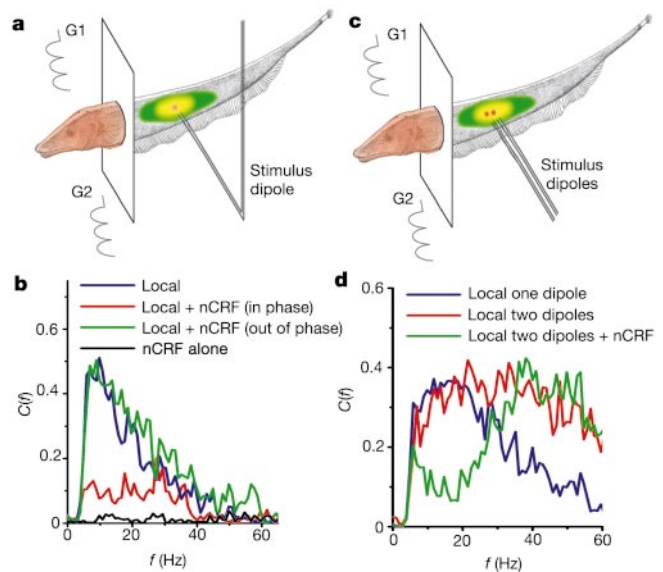 a
G1
G2
Stimulus
dipole
c
G1
G2
Stimulus
dipoles
b
Local
Local + nCRF (in phase)
Local + nCRF (out of phase)
nCRF alone
C(f)
0.6
0.4
0.2
0
0 20 40 60
f (Hz)
d
Local one dipole
Local two dipoles
Local two dipoles + nCRF
C(f)
0.6
0.4
0.2
0
0 20 40 60
f (Hz)